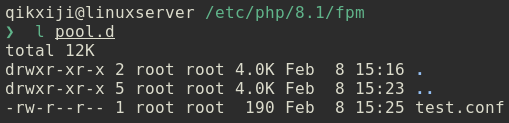 qikxiji@linuxserver /etc/php/8.1/fpm
❯ l pool.d
total 12K
drwxr-xr-x 2 root root 4.0K Feb  8 15:16 .
drwxr-xr-x 5 root root 4.0K Feb  8 15:23 ..
-rw-r--r-- 1 root root  190 Feb  8 15:25 test.conf